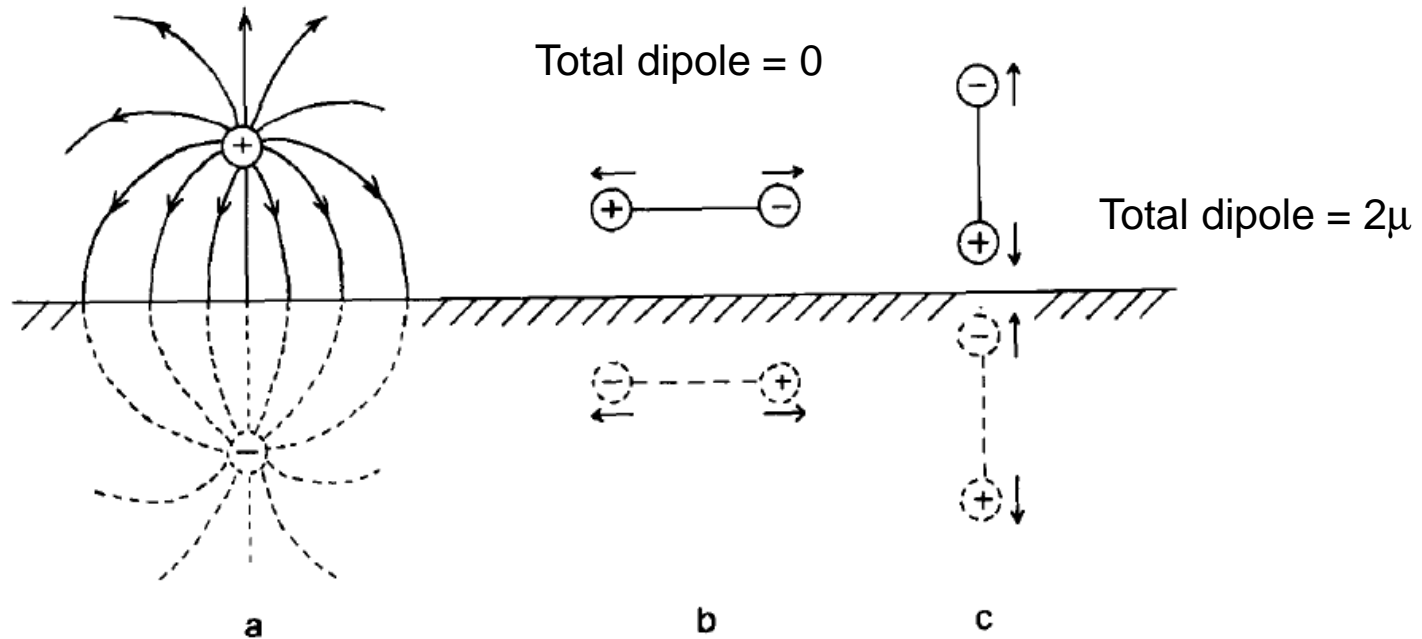 Total dipole = 0
Total dipole = 2μ
+
+ −
−
+
−
− +
−
+
a b c